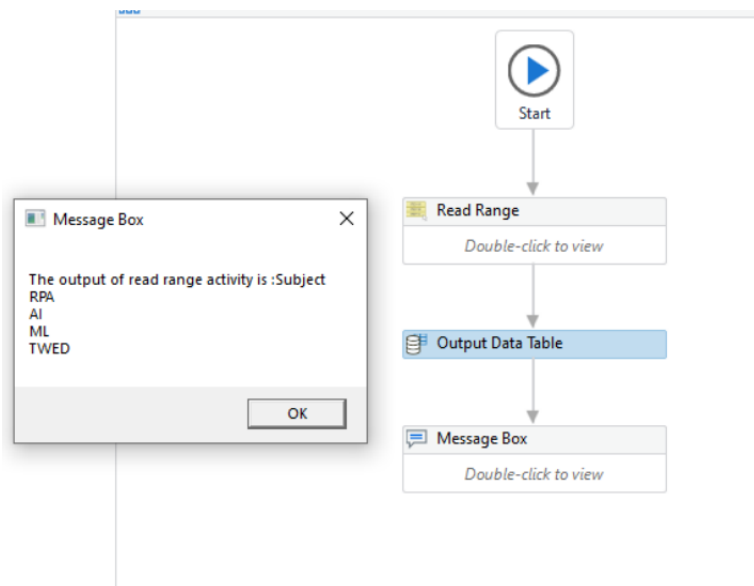 Start
Read Range
Double-click to view
Message Box
The output of read range activity is :Subject
RPA
AI
ML
TWED
OK
Output Data Table
Message Box
Double-click to view